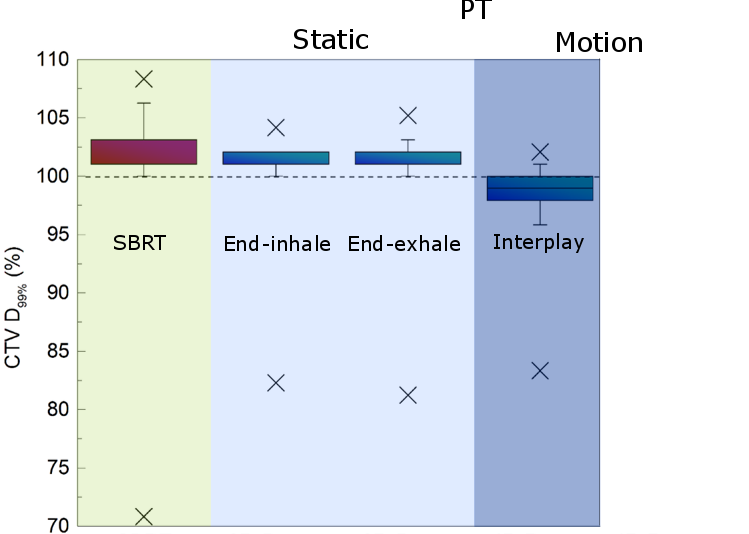 PT
Static
Motion
110
105
100
95
90
85
80
75
70
CTV D99% (%)
SBRT
End-inhale
End-exhale
Interplay